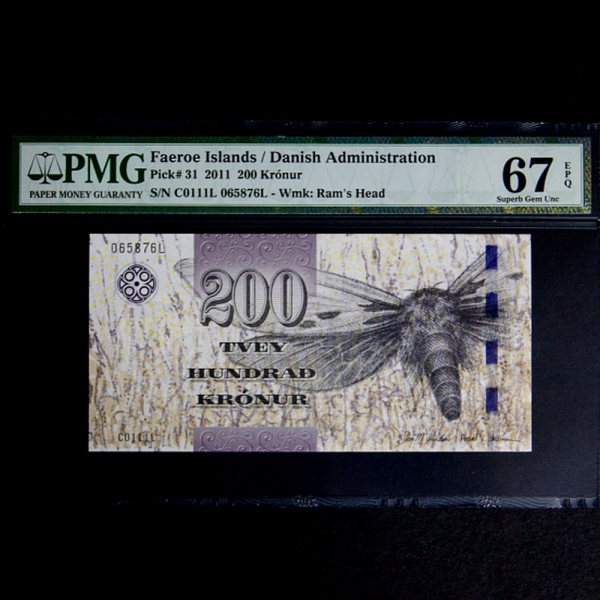 PMG
PAPER MONEY GUARANTY
Faeroe Islands / Danish Administration
Pick# 31 2011 200 Krónur
S/N C0111L 065876L - Wmk: Ram's Head
67
EPQ
Superb Gem Unc
065876L
200
TVEY
HUNDRAÐ
KRÓNUR
C0111L